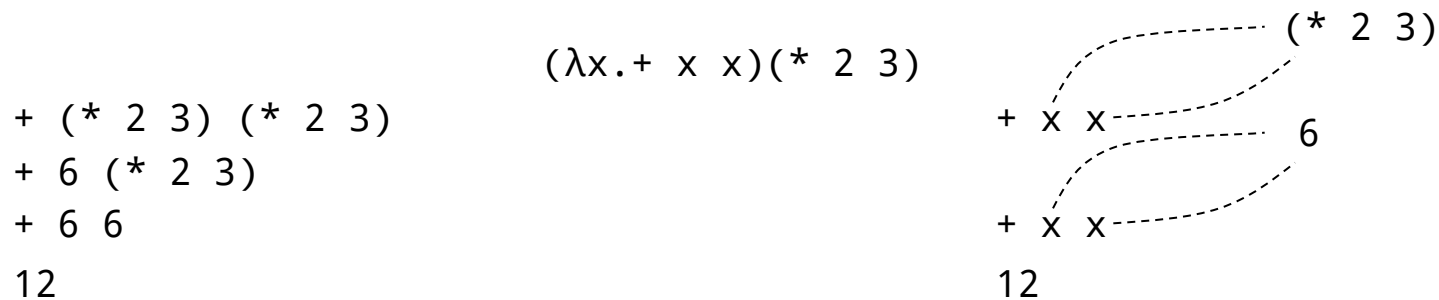 (λx.+ x x)(* 2 3)
+ (* 2 3) (* 2 3)
+ 6 (* 2 3)
+ 6 6
12
(* 2 3)
+ x x
6
+ x x
12